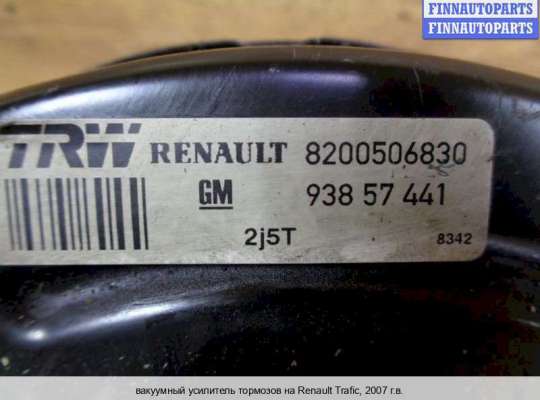 FINNAUTOPARTS
FINNAUTOPARTS
TRW RENAULT 8200506830
GM 938 57 441
2j5T 8342
вакуумный усилитель тормозов на Renault Trafic, 2007 г.в.